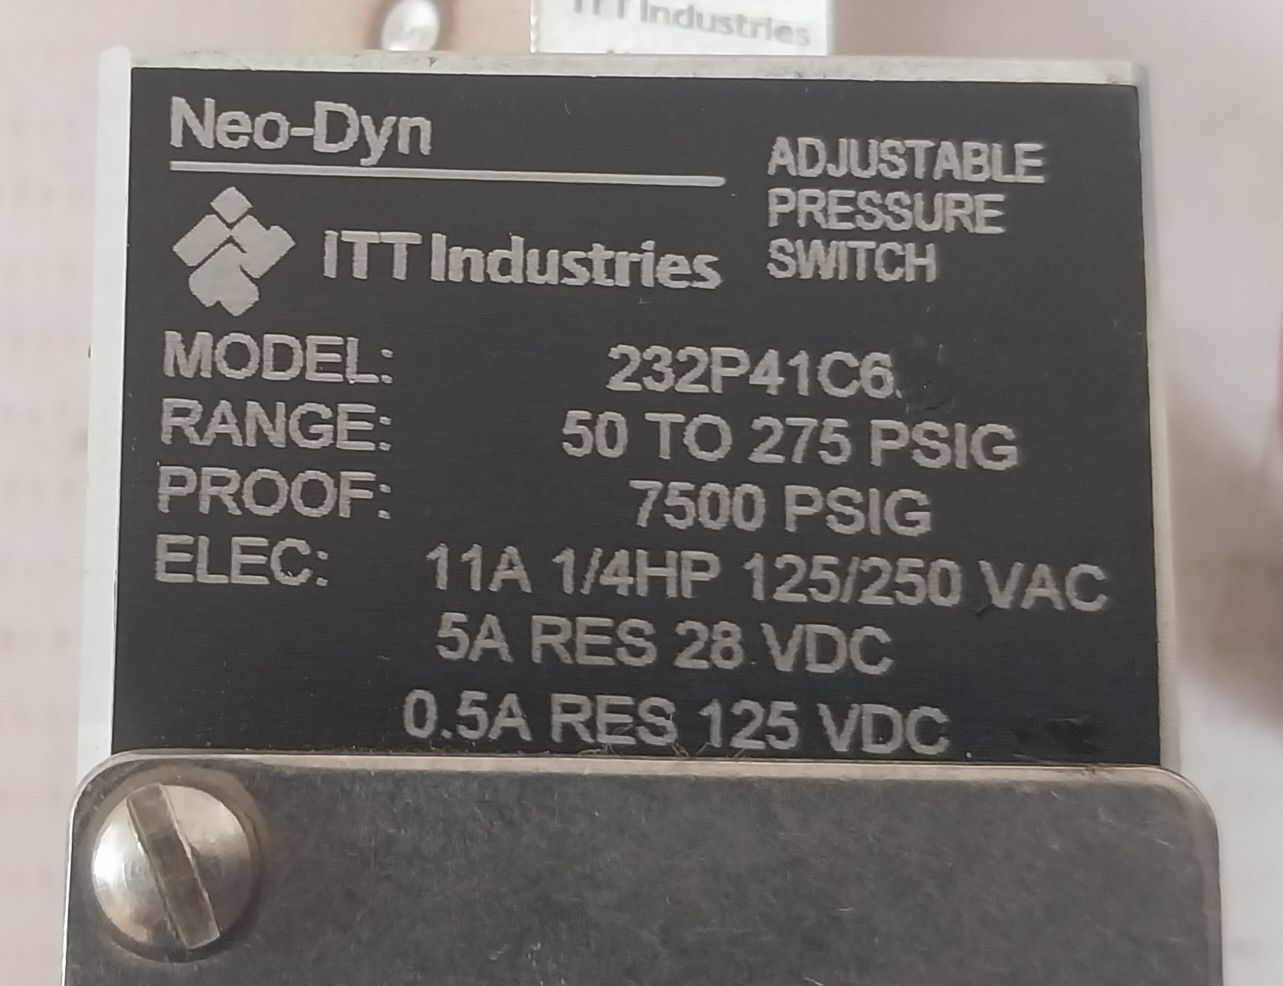 ITT Industries
Neo-Dyn
ADJUSTABLE
PRESSURE
SWITCH
ITT Industries
MODEL: 232P41C6
RANGE: 50 TO 275 PSIG
PROOF: 7500 PSIG
ELEC: 11A 1/4HP 125/250 VAC
5A RES 28 VDC
0.5A RES 125 VDC